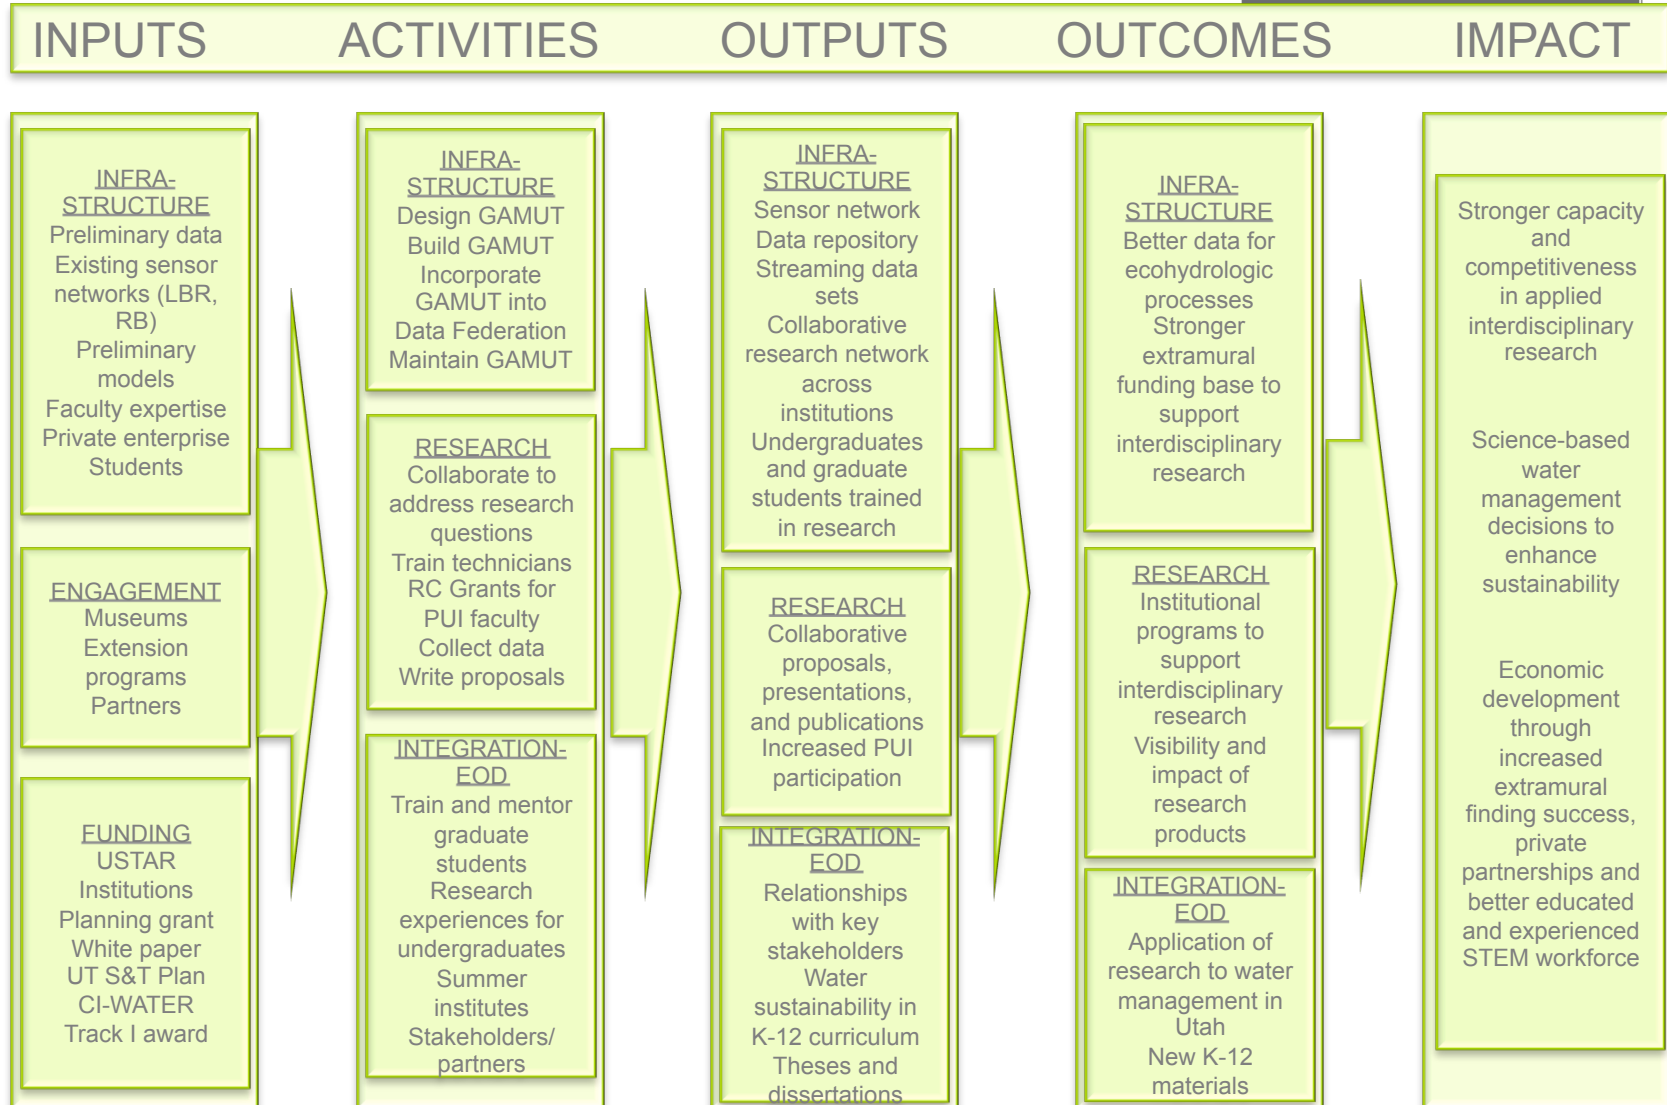 INPUTS
ACTIVITIES
OUTPUTS
OUTCOMES
IMPACT
INFRA-
STRUCTURE
Preliminary data
Existing sensor
networks (LBR,
RB)
Preliminary
models
Faculty expertise
Private enterprise
Students
ENGAGEMENT
Museums
Extension
programs
Partners
FUNDING
USTAR
Institutions
Planning grant
White paper
UT S&T Plan
CI-WATER
Track I award
INFRA-
STRUCTURE
Design GAMUT
Build GAMUT
Incorporate
GAMUT into
Data Federation
Maintain GAMUT
RESEARCH
Collaborate to
address research
questions
Train technicians
RC Grants for
PUI faculty
Collect data
Write proposals
INTEGRATION-
EOD
Train and mentor
graduate
students
Research
experiences for
undergraduates
Summer
institutes
Stakeholders/
partners
INFRA-
STRUCTURE
Sensor network
Data repository
Streaming data
sets
Collaborative
research network
across
institutions
Undergraduates
and graduate
students trained
in research
RESEARCH
Collaborative
proposals,
presentations,
and publications
Increased PUI
participation
INTEGRATION-
EOD
Relationships
with key
stakeholders
Water
sustainability in
K-12 curriculum
Theses and
dissertations
INFRA-
STRUCTURE
Better data for
ecohydrologic
processes
Stronger
extramural
funding base to
support
interdisciplinary
research
RESEARCH
Institutional
programs to
support
interdisciplinary
research
Visibility and
impact of
research
products
INTEGRATION-
EOD
Application of
research to water
management in
Utah
New K-12
materials
Stronger capacity
and
competitiveness
in applied
interdisciplinary
research
Science-based
water
management
decisions to
enhance
sustainability
Economic
development
through
increased
extramural
finding success,
private
partnerships and
better educated
and experienced
STEM workforce